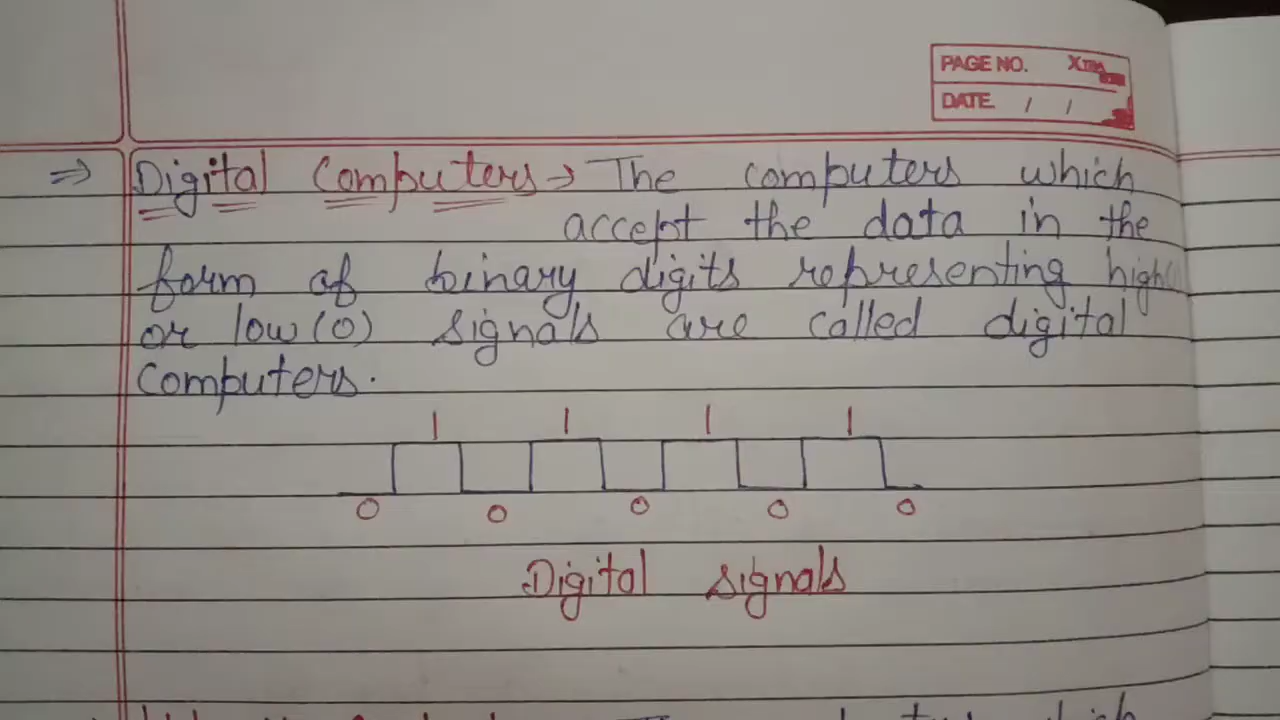 PAGE NO.
DATE / /
⇒ Digital Computers → The computers which
accept the data in the
form of binary digits representing high(
or low (0) signals are called digital
Computers.
1 1 1 1
0 0 0 0 0
Digital signals